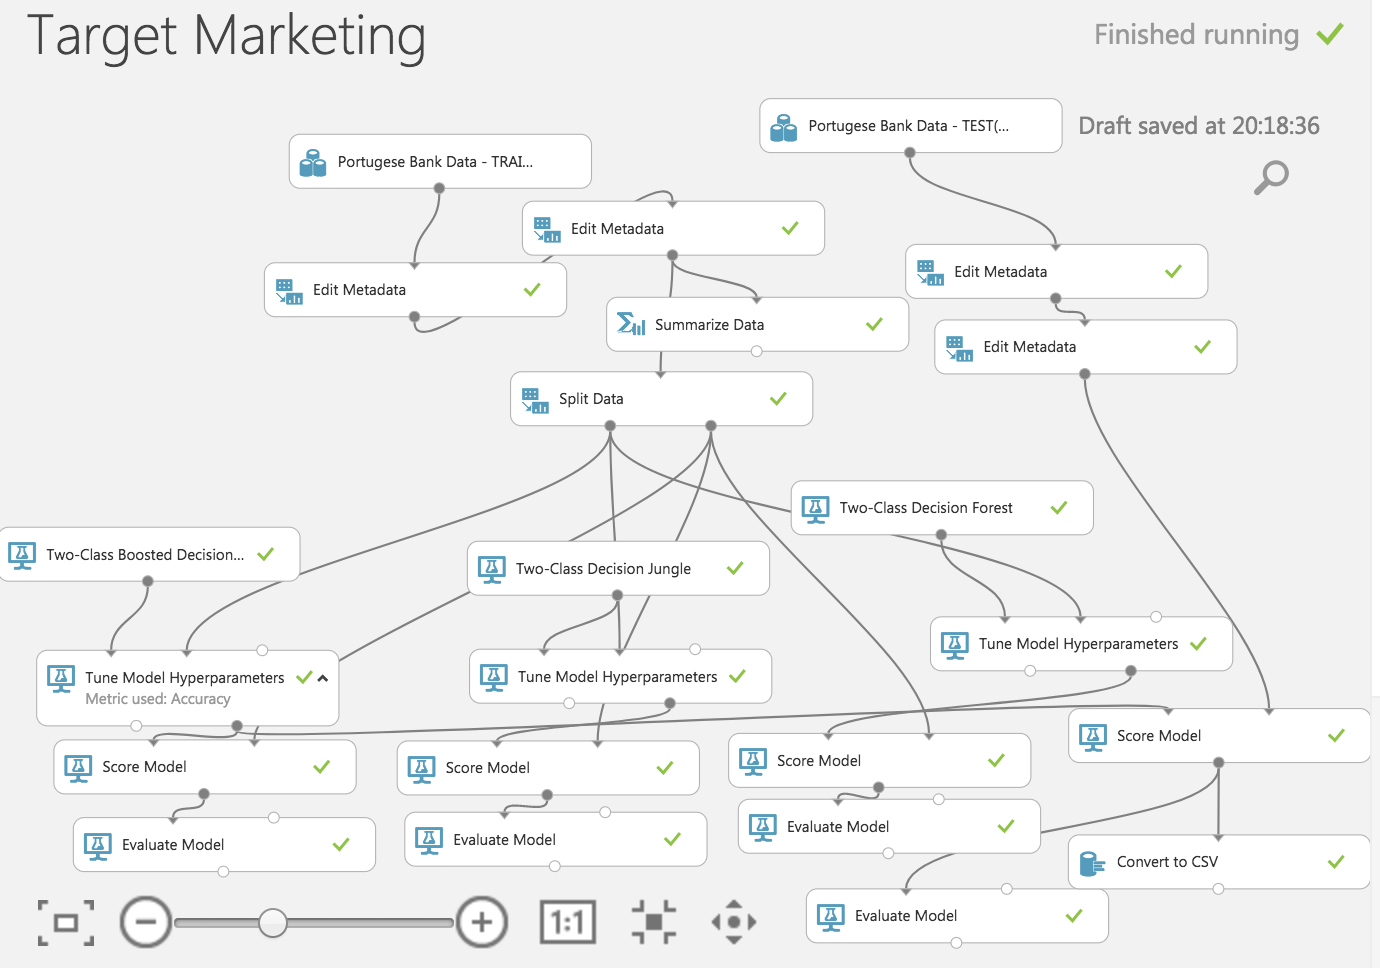 Target Marketing
Finished running
Portugese Bank Data - TEST(...
Draft saved at 20:18:36
Portugese Bank Data - TRAI...
Edit Metadata
Edit Metadata
Edit Metadata
Summarize Data
Edit Metadata
Split Data
Two-Class Decision Forest
Two-Class Boosted Decision...
Two-Class Decision Jungle
Tune Model Hyperparameters
Tune Model Hyperparameters
Metric used: Accuracy
Tune Model Hyperparameters
Score Model
Score Model
Score Model
Score Model
Evaluate Model
Evaluate Model
Evaluate Model
Convert to CSV
Evaluate Model
1:1